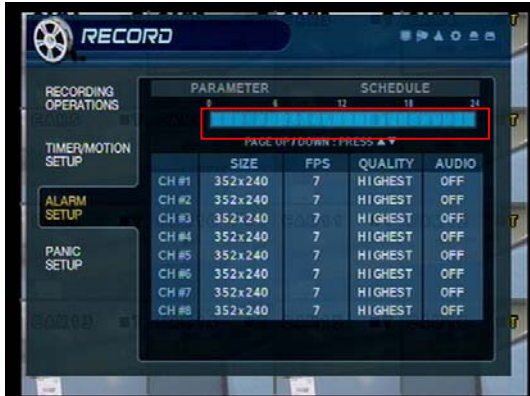 RECORD
RECORDING OPERATIONS
TIMER/MOTION SETUP
ALARM SETUP
PANIC SETUP
PARAMETER SCHEDULE
0 6 12 18 24
PAGE UP/DOWN : PRESS ▲▼
SIZE FPS QUALITY AUDIO
CH #1 352x240 7 HIGHEST OFF
CH #2 352x240 7 HIGHEST OFF
CH #3 352x240 7 HIGHEST OFF
CH #4 352x240 7 HIGHEST OFF
CH #5 352x240 7 HIGHEST OFF
CH #6 352x240 7 HIGHEST OFF
CH #7 352x240 7 HIGHEST OFF
CH #8 352x240 7 HIGHEST OFF